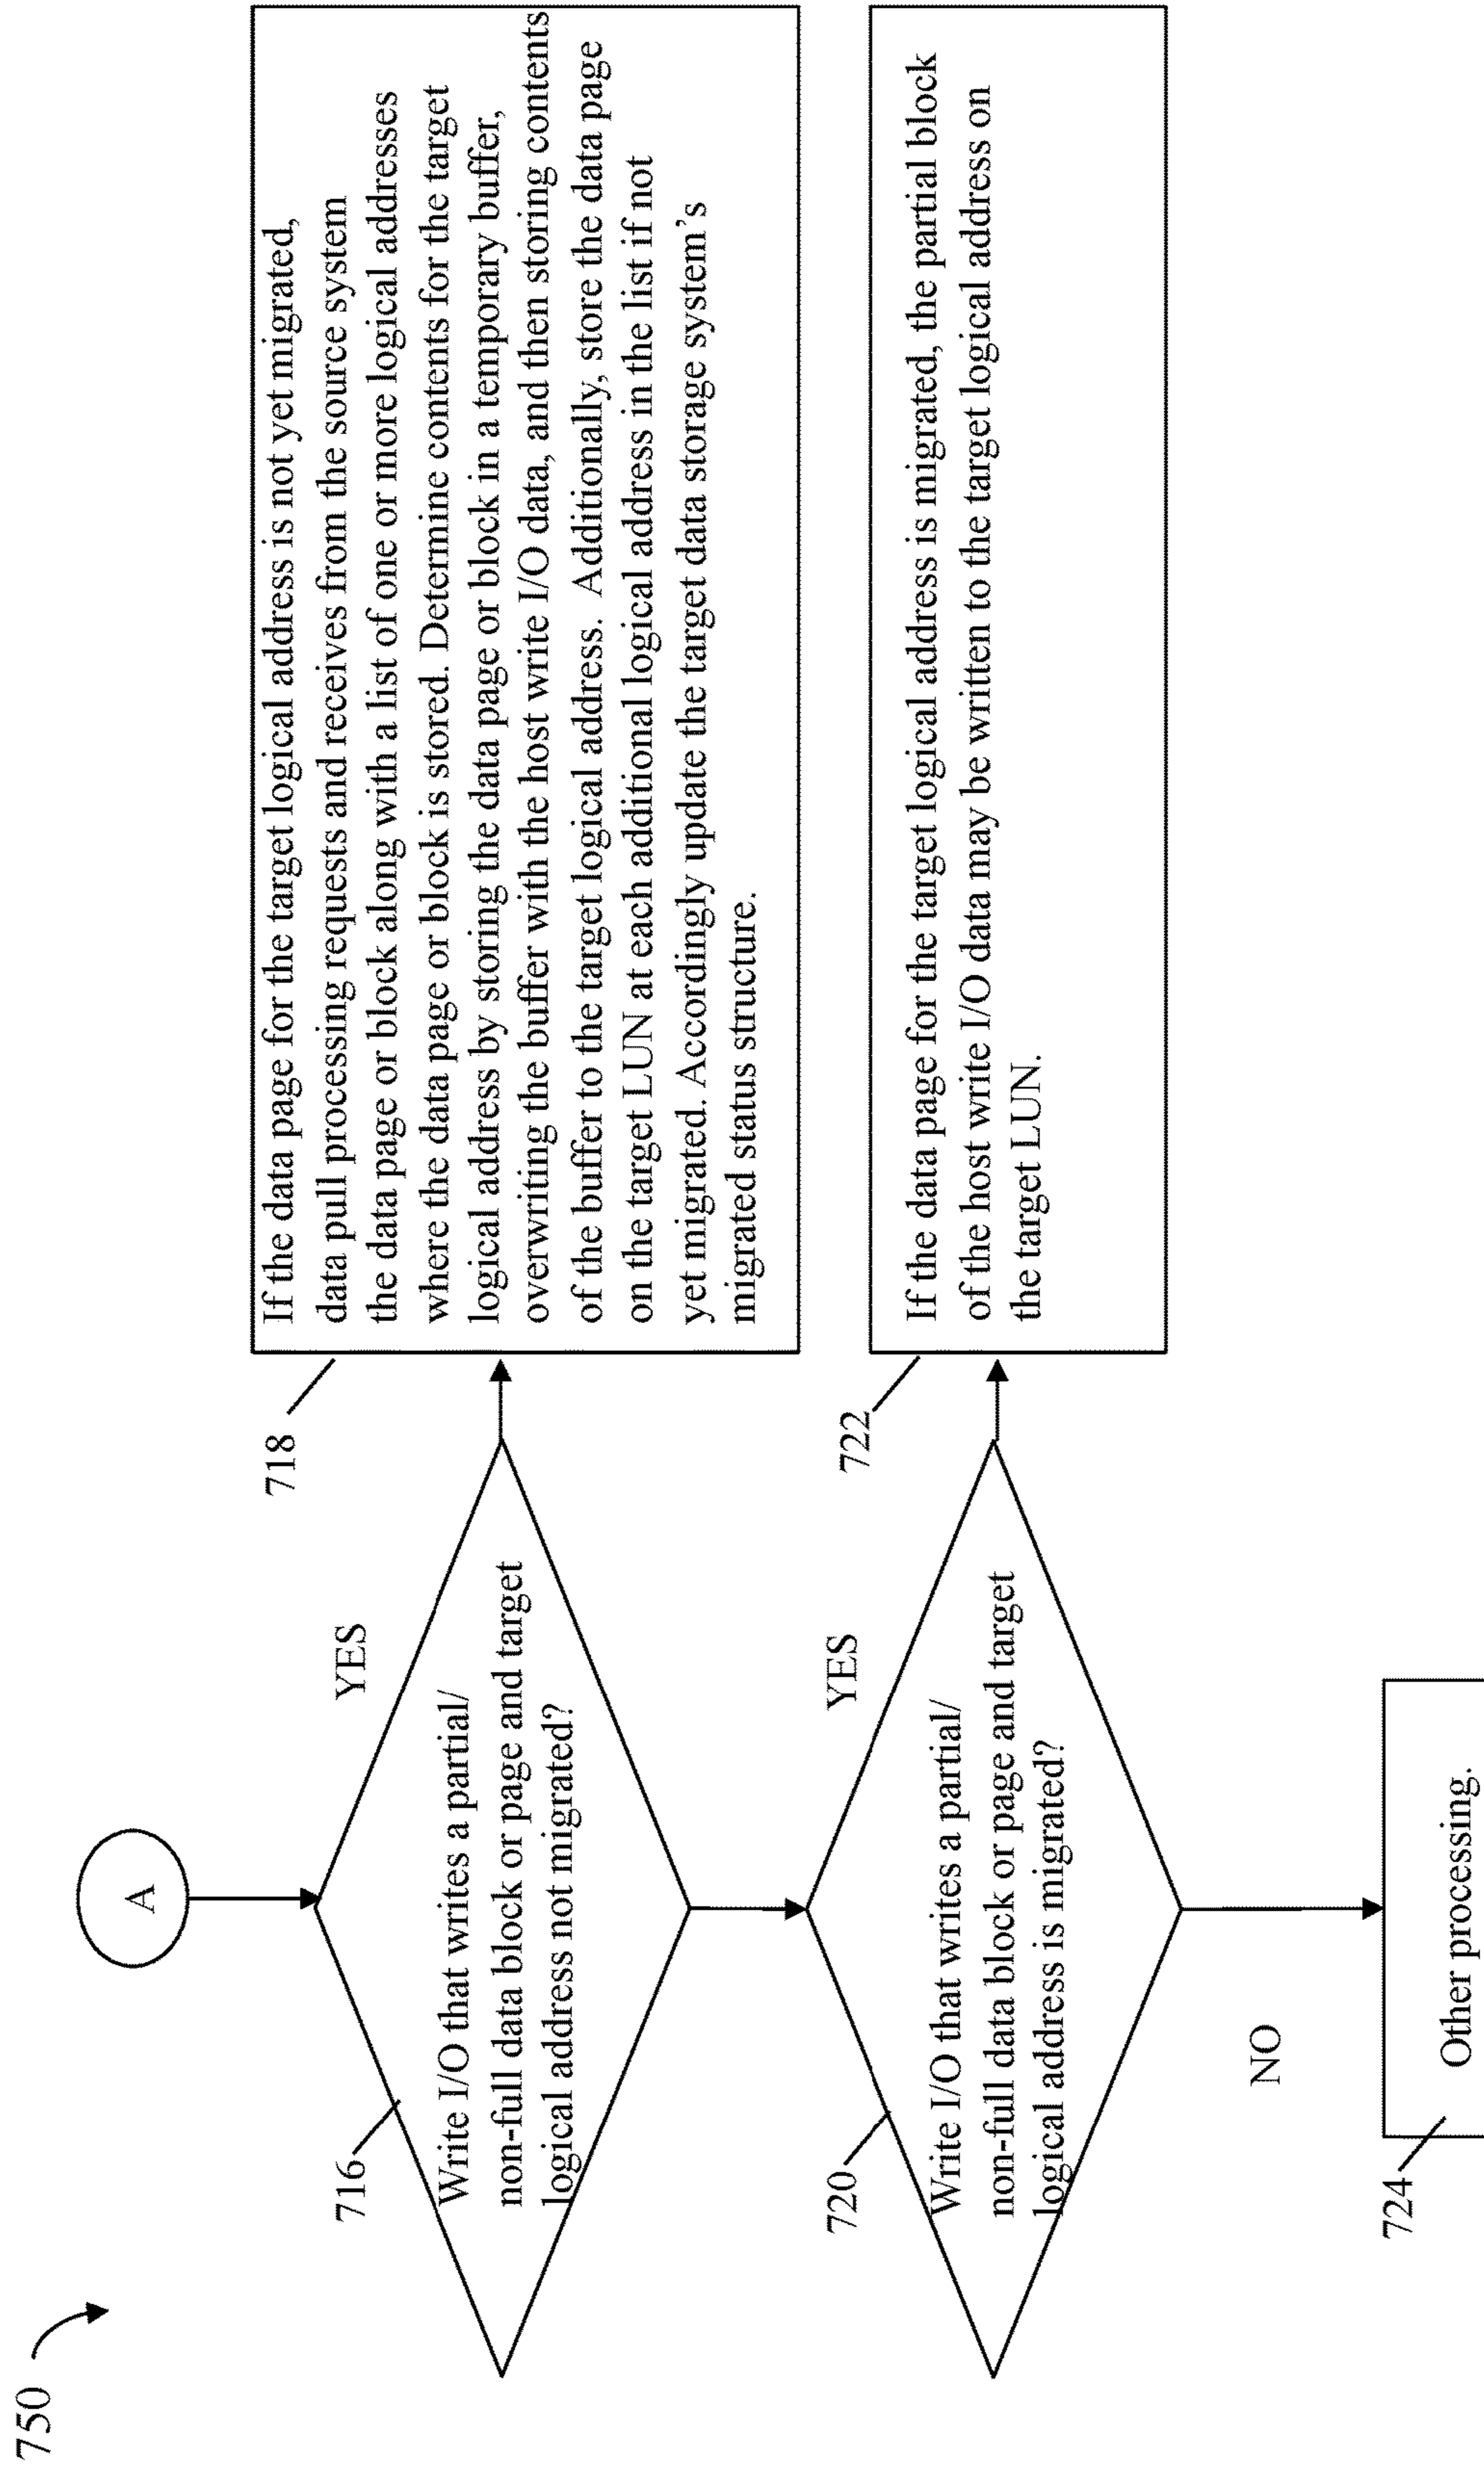 750
A
716
Write I/O that writes a partial/
non-full data block or page and target
logical address not migrated?
YES
718
If the data page for the target logical address is not yet migrated,
data pull processing requests and receives from the source system
the data page or block along with a list of one or more logical addresses
where the data page or block is stored. Determine contents for the target
logical address by storing the data page or block in a temporary buffer,
overwriting the buffer with the host write I/O data, and then storing contents
of the buffer to the target logical address. Additionally, store the data page
on the target LUN at each additional logical address in the list if not
yet migrated. Accordingly update the target data storage system's
migrated status structure.
720
Write I/O that writes a partial/
non-full data block or page and target
logical address is migrated?
YES
722
If the data page for the target logical address is migrated, the partial block
of the host write I/O data may be written to the target logical address on
the target LUN.
NO
724
Other processing.